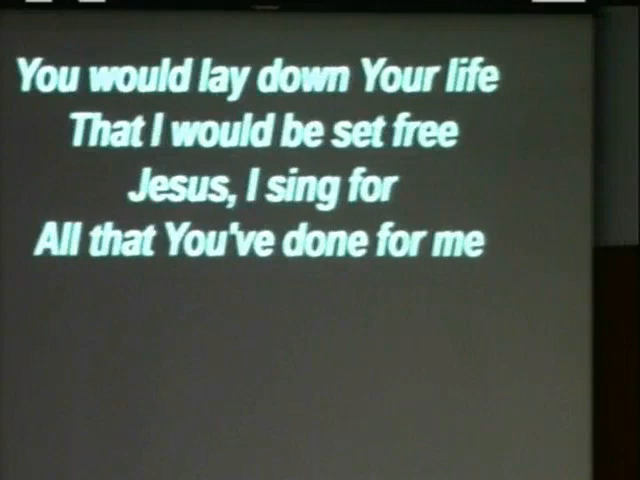 You would lay down Your life
That I would be set free
Jesus, I sing for
All that You've done for me